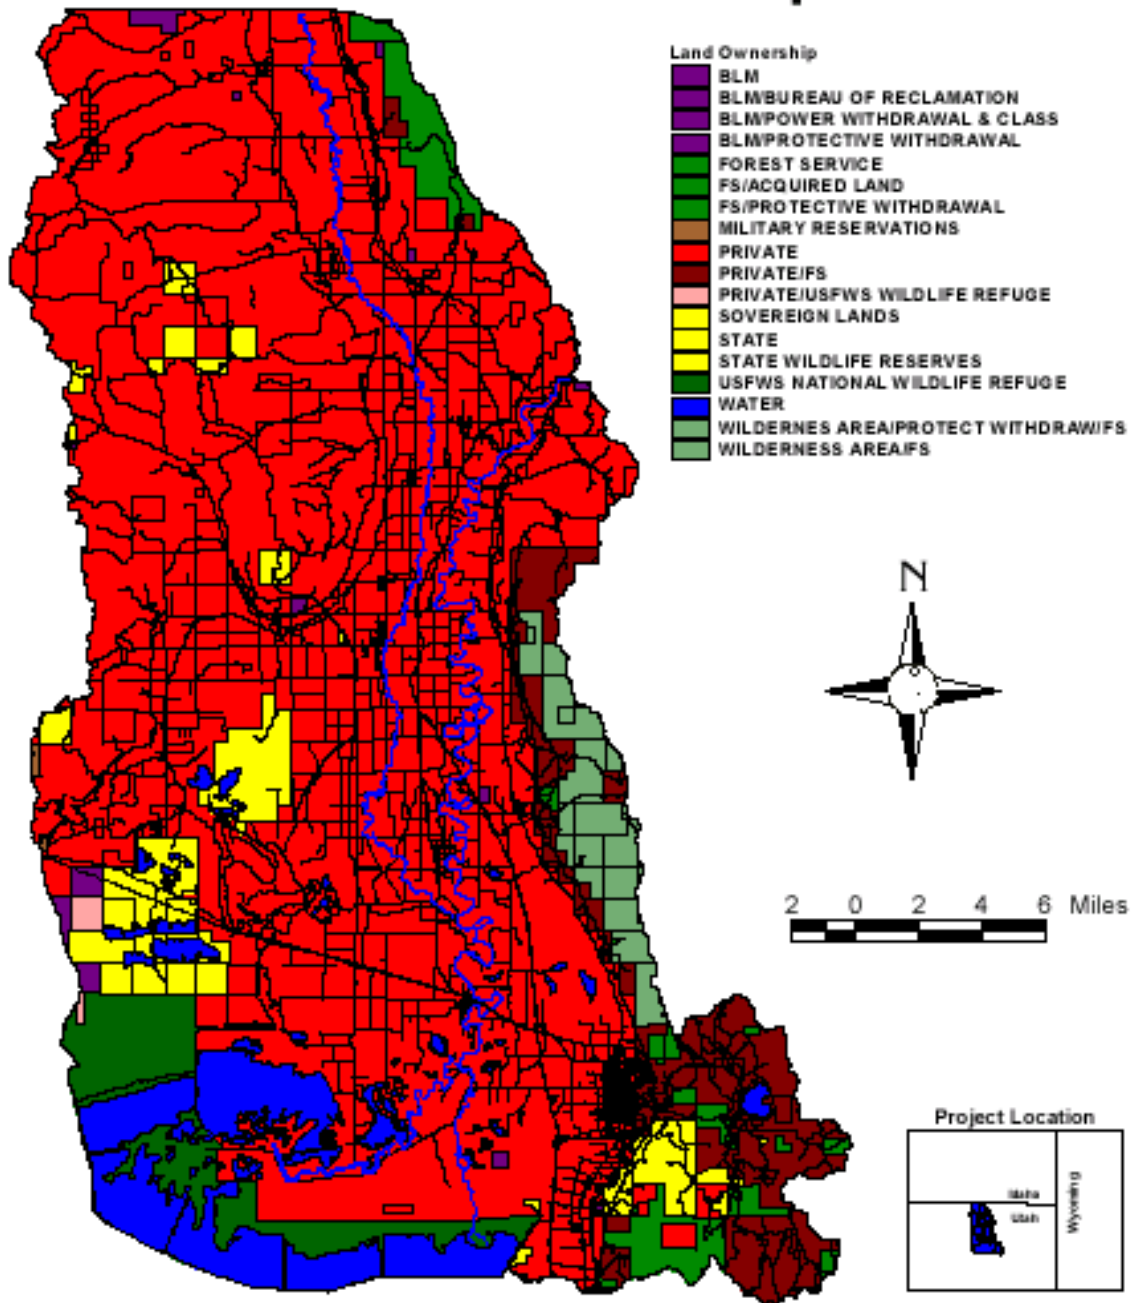 Land Ownership
BLM
BLM/BUREAU OF RECLAMATION
BLM/POWER WITHDRAWAL & CLASS
BLM/PROTECTIVE WITHDRAWAL
FOREST SERVICE
FS/ACQUIRED LAND
FS/PROTECTIVE WITHDRAWAL
MILITARY RESERVATIONS
PRIVATE
PRIVATE/FS
PRIVATE/USFWS WILDLIFE REFUGE
SOVEREIGN LANDS
STATE
STATE WILDLIFE RESERVES
USFWS NATIONAL WILDLIFE REFUGE
WATER
WILDERNES AREA/PROTECT WITHDRAW/FS
WILDERNESS AREA/FS
N
2 0 2 4 6 Miles
Project Location
Idaho
Utah
Wyoming